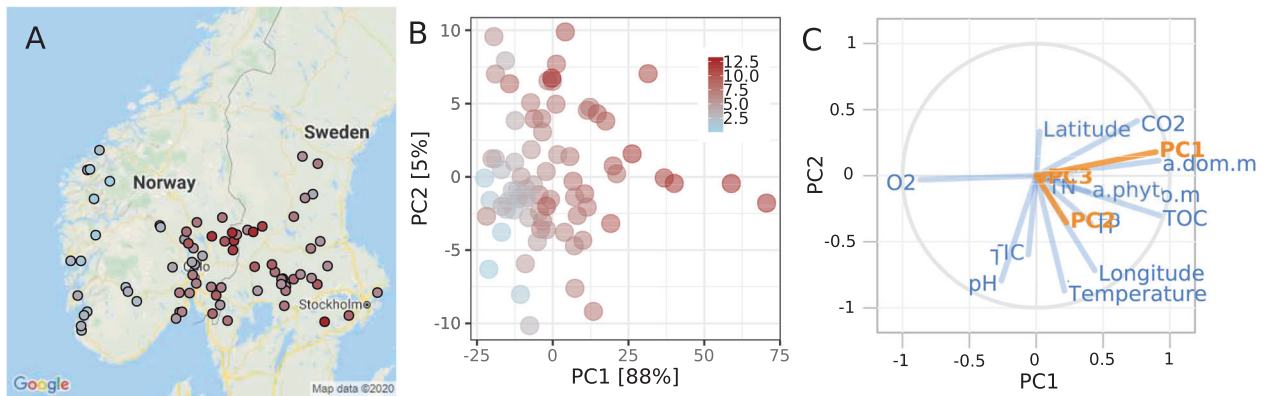 A
Sweden
Norway
Stockholm
Google
Map data ©2020
B
PC2 [5%]
10
5
0
-5
-10
12.5
10.0
7.5
5.0
2.5
-25
0
25
50
75
PC1 [88%]
C
PC2
1
0.5
0
-0.5
-1
Latitude
CO2
PC1
a.dom.m
O2
PC3
TN
a.phyt
o.m
PC2
TOC
TIC
pH
Longitude
Temperature
-1
-0.5
0
0.5
1
PC1